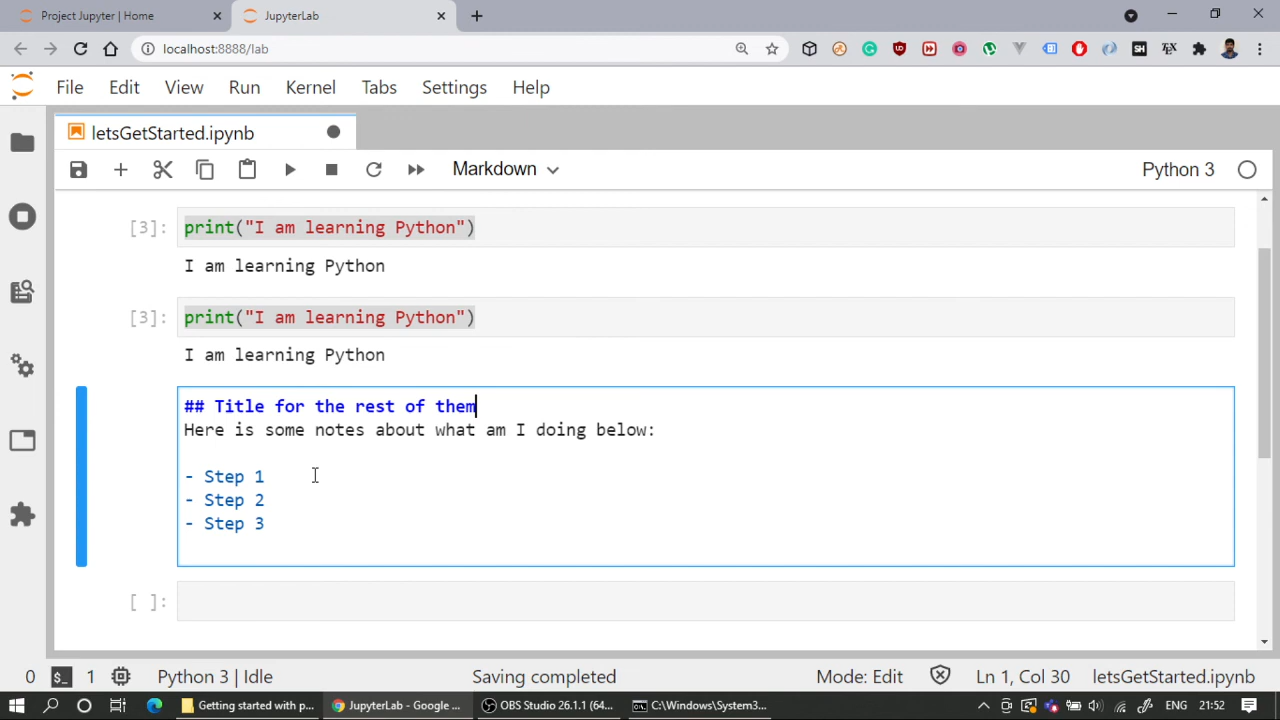 Project Jupyter | Home
JupyterLab
localhost:8888/lab
File Edit View Run Kernel Tabs Settings Help
letsGetStarted.ipynb
Markdown
Python 3
[3]: print("I am learning Python")
I am learning Python
[3]: print("I am learning Python")
I am learning Python
## Title for the rest of them
Here is some notes about what am I doing below:
- Step 1
- Step 2
- Step 3
[ ]:
0 $_ 1 Python 3 | Idle Saving completed Mode: Edit Ln 1, Col 30 letsGetStarted.ipynb
Getting started with p... JupyterLab - Google ... OBS Studio 26.1.1 (64... C:\Windows\System3... ENG 21:52